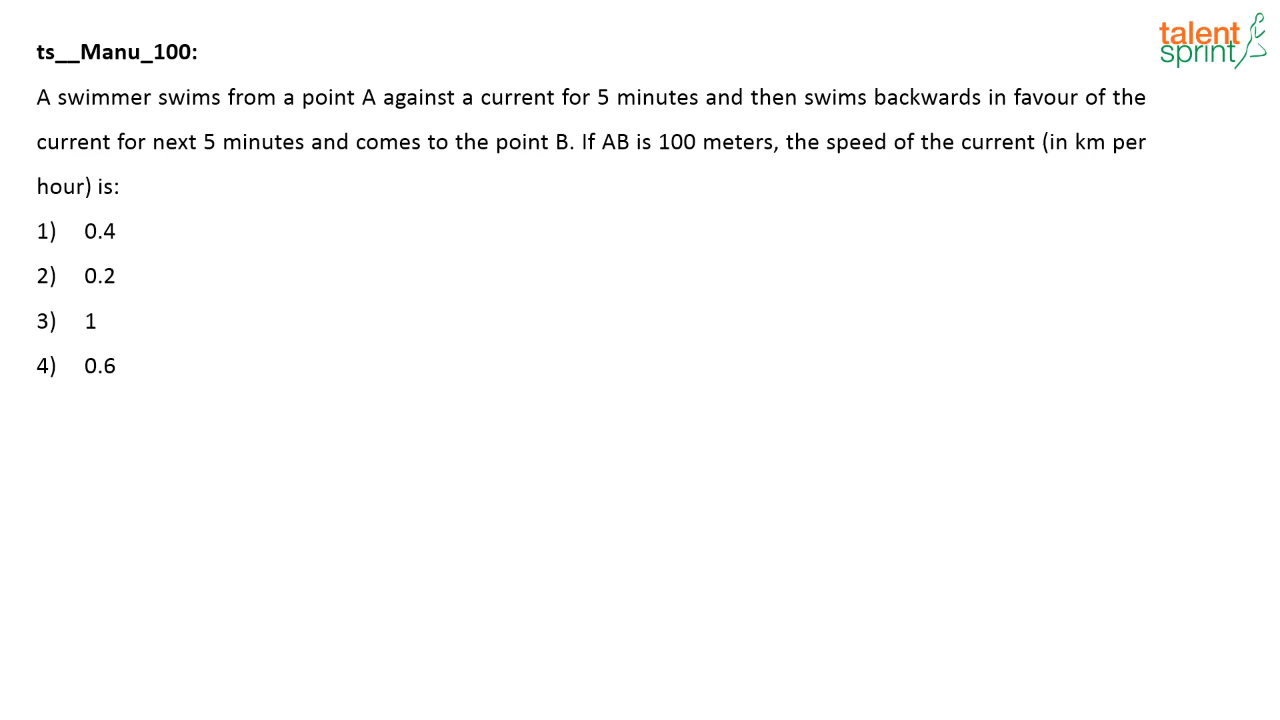 talent
sprint
ts__Manu_100:
A swimmer swims from a point A against a current for 5 minutes and then swims backwards in favour of the
current for next 5 minutes and comes to the point B. If AB is 100 meters, the speed of the current (in km per
hour) is:
1) 0.4
2) 0.2
3) 1
4) 0.6